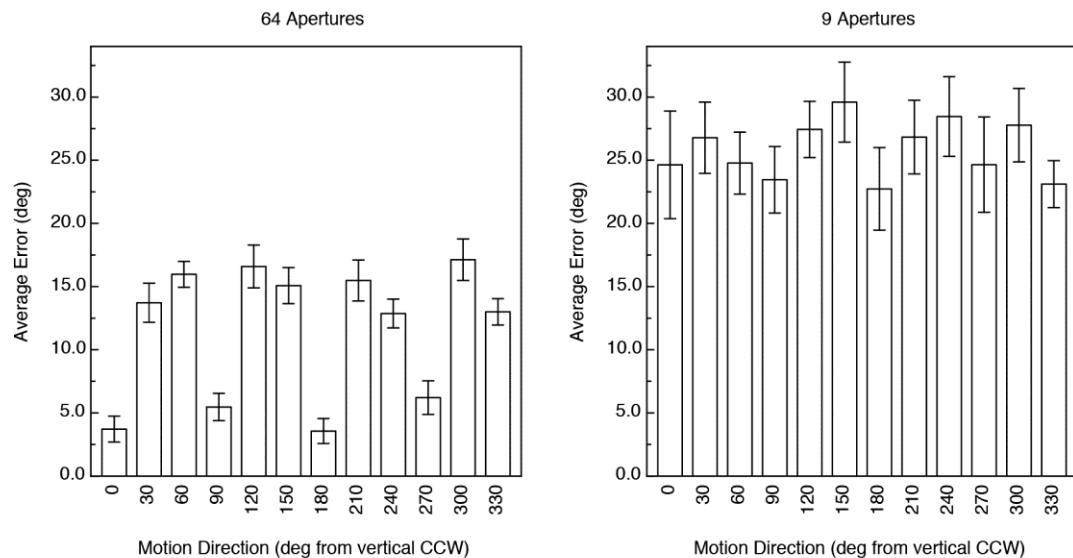 64 Apertures
Average Error (deg)
30.0
25.0
20.0
15.0
10.0
5.0
0.0
0 30 60 90 120 150 180 210 240 270 300 330
Motion Direction (deg from vertical CCW)
9 Apertures
Average Error (deg)
30.0
25.0
20.0
15.0
10.0
5.0
0.0
0 30 60 90 120 150 180 210 240 270 300 330
Motion Direction (deg from vertical CCW)